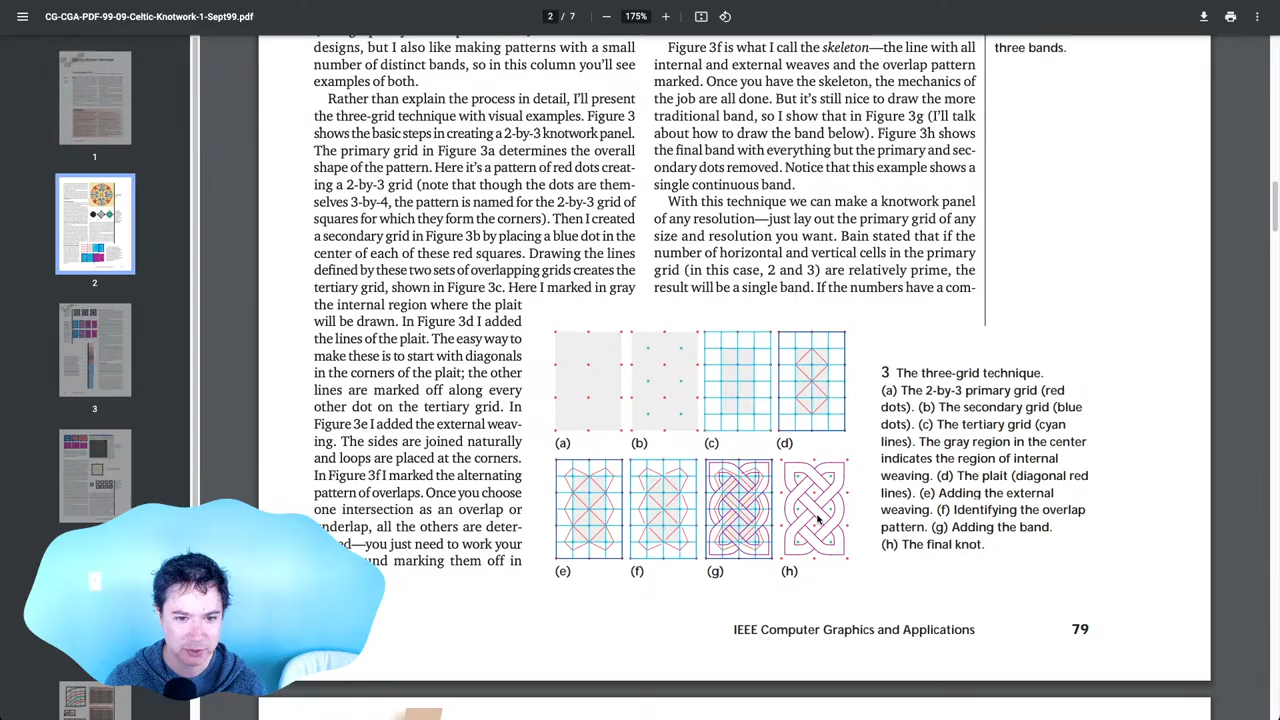 CG-CGA-PDF-99-09-Celtic-Knotwork-1-Sept99.pdf
2 / 7
175%
1
2
3
designs, but I also like making patterns with a small
number of distinct bands, so in this column you'll see
examples of both.
Rather than explain the process in detail, I'll present
the three-grid technique with visual examples. Figure 3
shows the basic steps in creating a 2-by-3 knotwork panel.
The primary grid in Figure 3a determines the overall
shape of the pattern. Here it's a pattern of red dots creat-
ing a 2-by-3 grid (note that though the dots are them-
selves 3-by-4, the pattern is named for the 2-by-3 grid of
squares for which they form the corners). Then I created
a secondary grid in Figure 3b by placing a blue dot in the
center of each of these red squares. Drawing the lines
defined by these two sets of overlapping grids creates the
tertiary grid, shown in Figure 3c. Here I marked in gray
the internal region where the plait
will be drawn. In Figure 3d I added
the lines of the plait. The easy way to
make these is to start with diagonals
in the corners of the plait; the other
lines are marked off along every
other dot on the tertiary grid. In
Figure 3e I added the external weav-
ing. The sides are joined naturally
and loops are placed at the corners.
In Figure 3f I marked the alternating
pattern of overlaps. Once you choose
one intersection as an overlap or
underlap, all the others are deter-
you just need to work your
marking them off in
Figure 3f is what I call the skeleton—the line with all
internal and external weaves and the overlap pattern
marked. Once you have the skeleton, the mechanics of
the job are all done. But it's still nice to draw the more
traditional band, so I show that in Figure 3g (I'll talk
about how to draw the band below). Figure 3h shows
the final band with everything but the primary and sec-
ondary dots removed. Notice that this example shows a
single continuous band.
With this technique we can make a knotwork panel
of any resolution—just lay out the primary grid of any
size and resolution you want. Bain stated that if the
number of horizontal and vertical cells in the primary
grid (in this case, 2 and 3) are relatively prime, the
result will be a single band. If the numbers have a com-
three bands.
(a) (b) (c) (d)
(e) (f) (g) (h)
3 The three-grid technique.
(a) The 2-by-3 primary grid (red
dots). (b) The secondary grid (blue
dots). (c) The tertiary grid (cyan
lines). The gray region in the center
indicates the region of internal
weaving. (d) The plait (diagonal red
lines). (e) Adding the external
weaving. (f) Identifying the overlap
pattern. (g) Adding the band.
(h) The final knot.
IEEE Computer Graphics and Applications
79